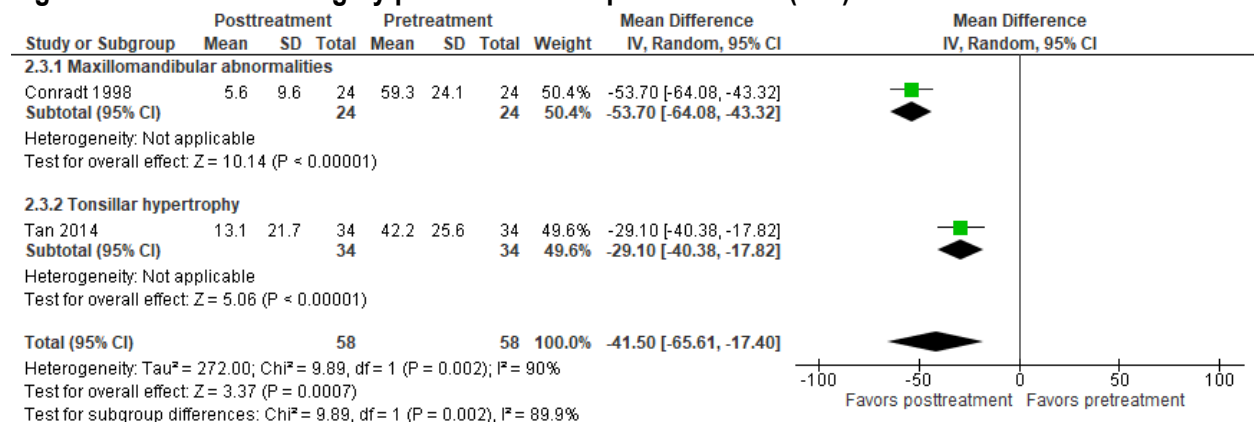 Posttreatment Pretreatment Mean Difference Mean Difference
Study or Subgroup Mean SD Total Mean SD Total Weight IV, Random, 95% CI IV, Random, 95% CI
2.3.1 Maxillomandibular abnormalities
Conradt 1998 5.6 9.6 24 59.3 24.1 24 50.4% -53.70 [-64.08, -43.32]
Subtotal (95% CI) 24 24 50.4% -53.70 [-64.08, -43.32]
Heterogeneity: Not applicable
Test for overall effect: Z = 10.14 (P < 0.00001)
2.3.2 Tonsillar hypertrophy
Tan 2014 13.1 21.7 34 42.2 25.6 34 49.6% -29.10 [-40.38, -17.82]
Subtotal (95% CI) 34 34 49.6% -29.10 [-40.38, -17.82]
Heterogeneity: Not applicable
Test for overall effect: Z = 5.06 (P < 0.00001)
Total (95% CI) 58 58 100.0% -41.50 [-65.61, -17.40]
Heterogeneity: Tau² = 272.00; Chi² = 9.89, df = 1 (P = 0.002); I² = 90%
Test for overall effect: Z = 3.37 (P = 0.0007)
Test for subgroup differences: Chi² = 9.89, df = 1 (P = 0.002), I² = 89.9%
-100 -50 0 50 100
Favors posttreatment Favors pretreatment